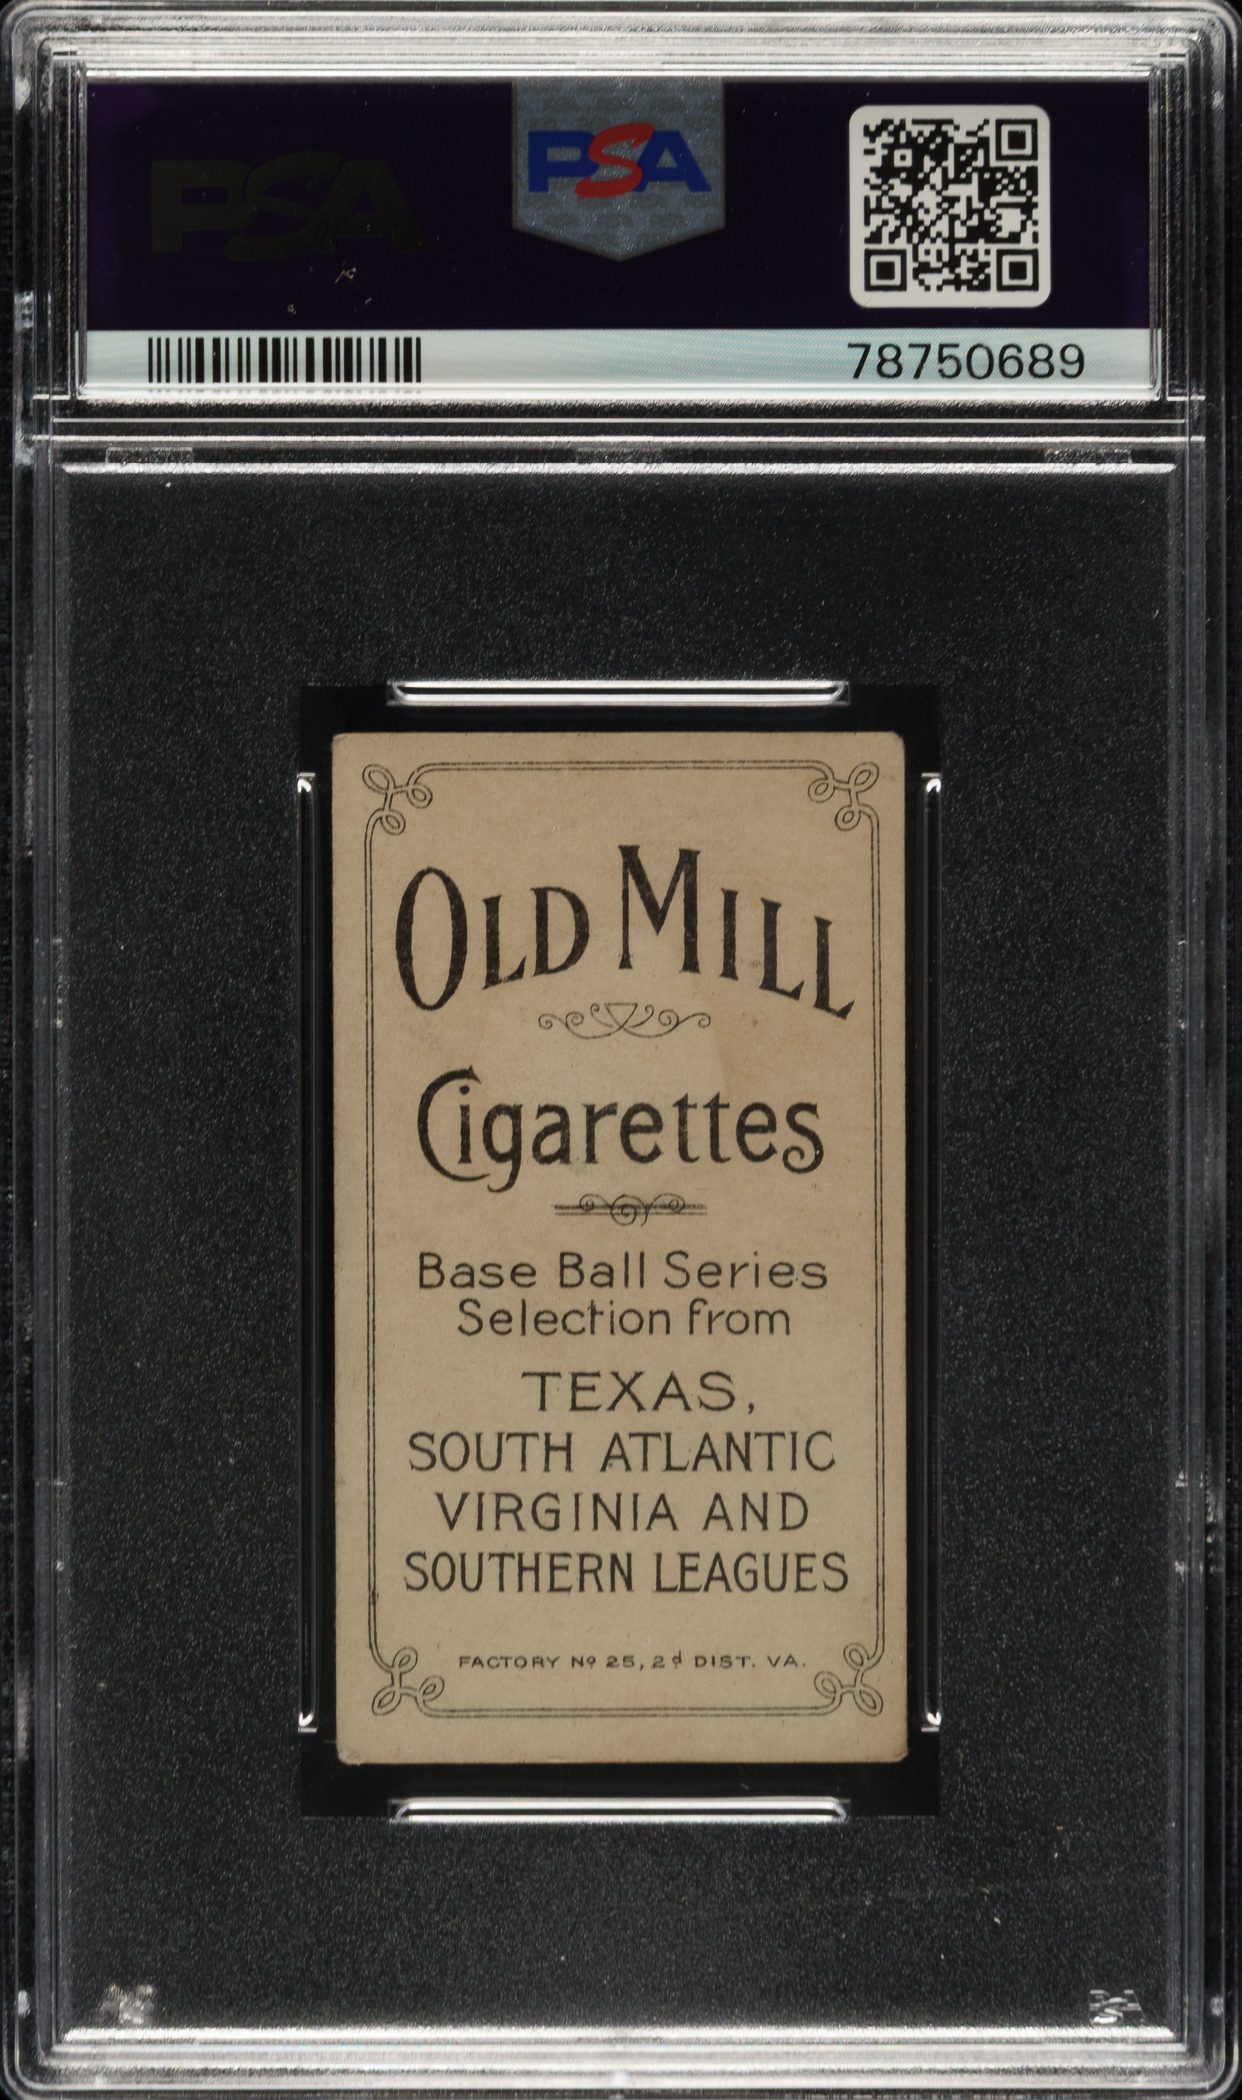 PSA
PSA
78750689
OLD MILL
Cigarettes
Base Ball Series
Selection from
TEXAS,
SOUTH ATLANTIC
VIRGINIA AND
SOUTHERN LEAGUES
FACTORY Nº 25, 2d DIST. VA.